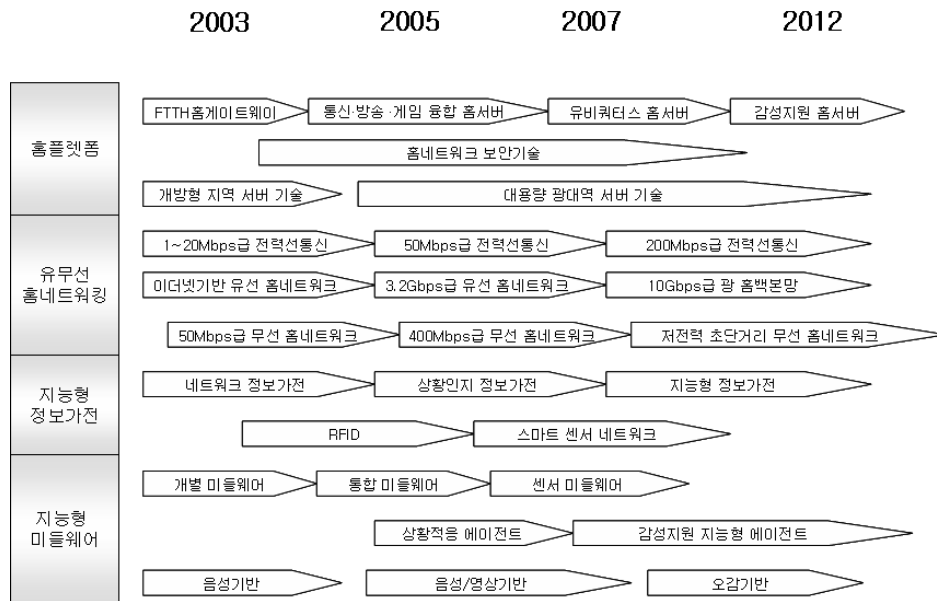 2003 2005 2007 2012
홈플렛폼
FTTH홈게이트웨이 통신·방송·게임 융합 홈서버 유비쿼터스 홈서버 감성지원 홈서버
홈네트워크 보안기술
개방형 지역 서버 기술 대용량 광대역 서버 기술
유무선
홈네트워킹
1~20Mbps급 전력선통신 50Mbps급 전력선통신 200Mbps급 전력선통신
이더넷기반 유선 홈네트워크 3.2Gbps급 유선 홈네트워크 10Gbp급 광 홈백본망
50Mbps급 무선 홈네트워크 400Mbps급 무선 홈네트워크 저전력 초단거리 무선 홈네트워크
지능형
정보가전
네트워크 정보가전 상황인지 정보가전 지능형 정보가전
RFID 스마트 센서 네트워크
지능형
미들웨어
개별 미들웨어 통합 미들웨어 센서 미들웨어
상황적응 에이전트 감성지원 지능형 에이전트
음성기반 음성/영상기반 오감기반